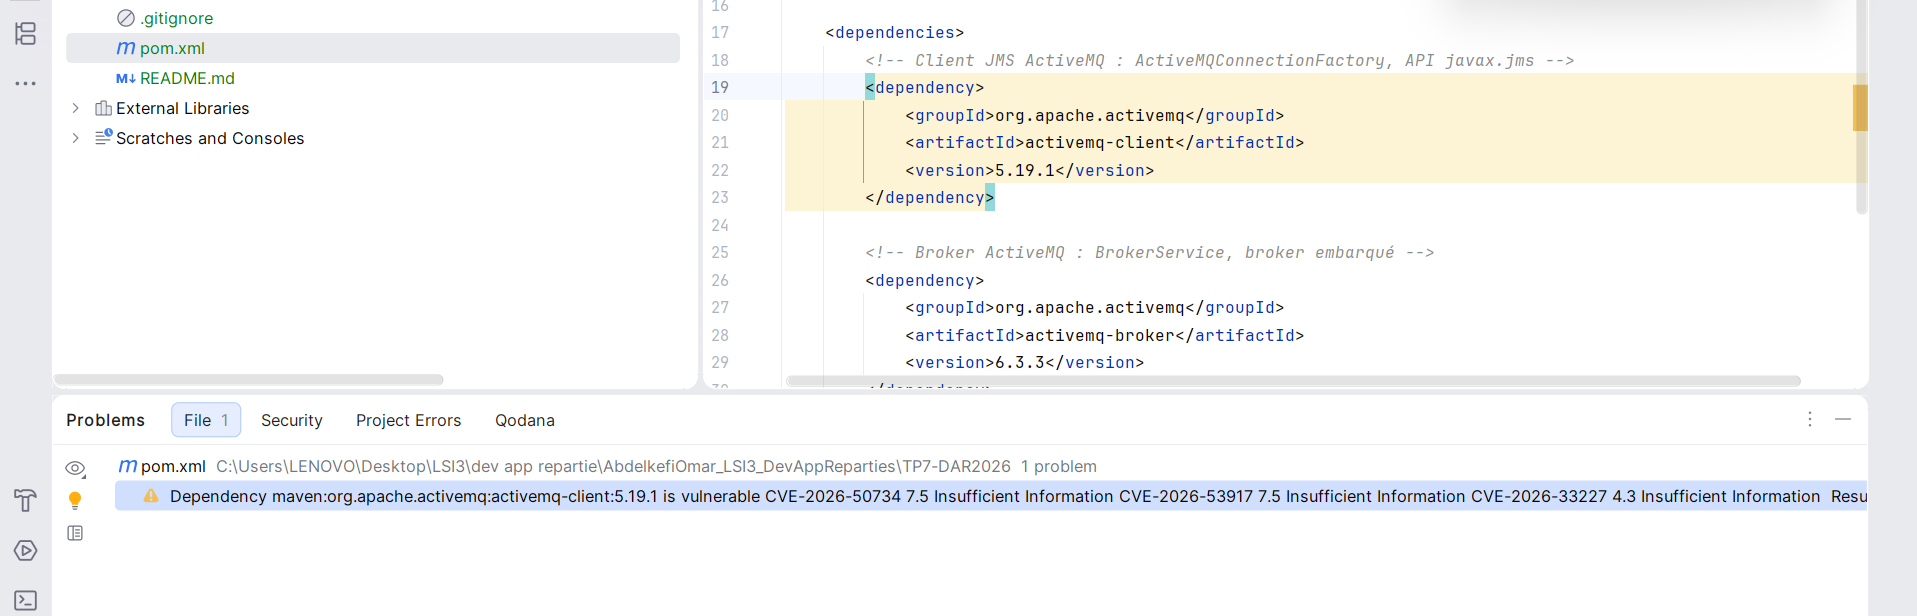 .gitignore
pom.xml
README.md
External Libraries
Scratches and Consoles
16
17 <dependencies>
18 <!-- Client JMS ActiveMQ : ActiveMQConnectionFactory, API javax.jms -->
19 <dependency>
20 <groupId>org.apache.activemq</groupId>
21 <artifactId>activemq-client</artifactId>
22 <version>5.19.1</version>
23 </dependency>
24
25 <!-- Broker ActiveMQ : BrokerService, broker embarqué -->
26 <dependency>
27 <groupId>org.apache.activemq</groupId>
28 <artifactId>activemq-broker</artifactId>
29 <version>6.3.3</version>
30 </dependency>
Problems File 1 Security Project Errors Qodana
pom.xml C:\Users\LENOVO\Desktop\LSI3\dev app repartie\AbdelkefiOmar_LSI3_DevAppReparties\TP7-DAR2026 1 problem
Dependency maven:org.apache.activemq:activemq-client:5.19.1 is vulnerable CVE-2026-50734 7.5 Insufficient Information CVE-2026-53917 7.5 Insufficient Information CVE-2026-33227 4.3 Insufficient Information Resu